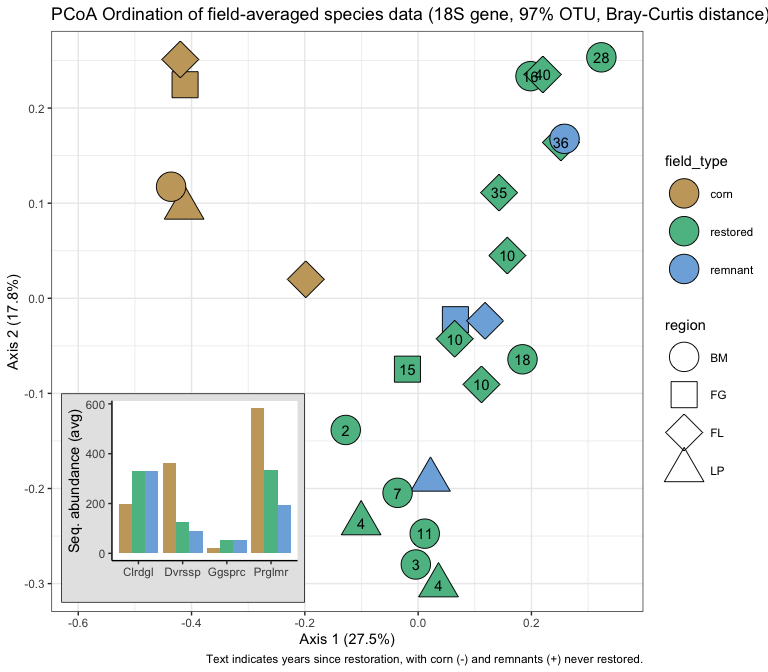 PCoA Ordination of field-averaged species data (18S gene, 97% OTU, Bray-Curtis distance)
28
16 40
36
35
10
10
15
18
10
2
7
4
11
3
4
0.2
0.1
0.0
-0.1
-0.2
-0.3
Axis 2 (17.8%)
-0.6 -0.4 -0.2 0.0 0.2
Axis 1 (27.5%)
Text indicates years since restoration, with corn (-) and remnants (+) never restored.
Seq. abundance (avg)
600
400
200
0
Clrdgl Dvrssp Ggsprc Prglmr
field_type
corn
restored
remnant
region
BM
FG
FL
LP